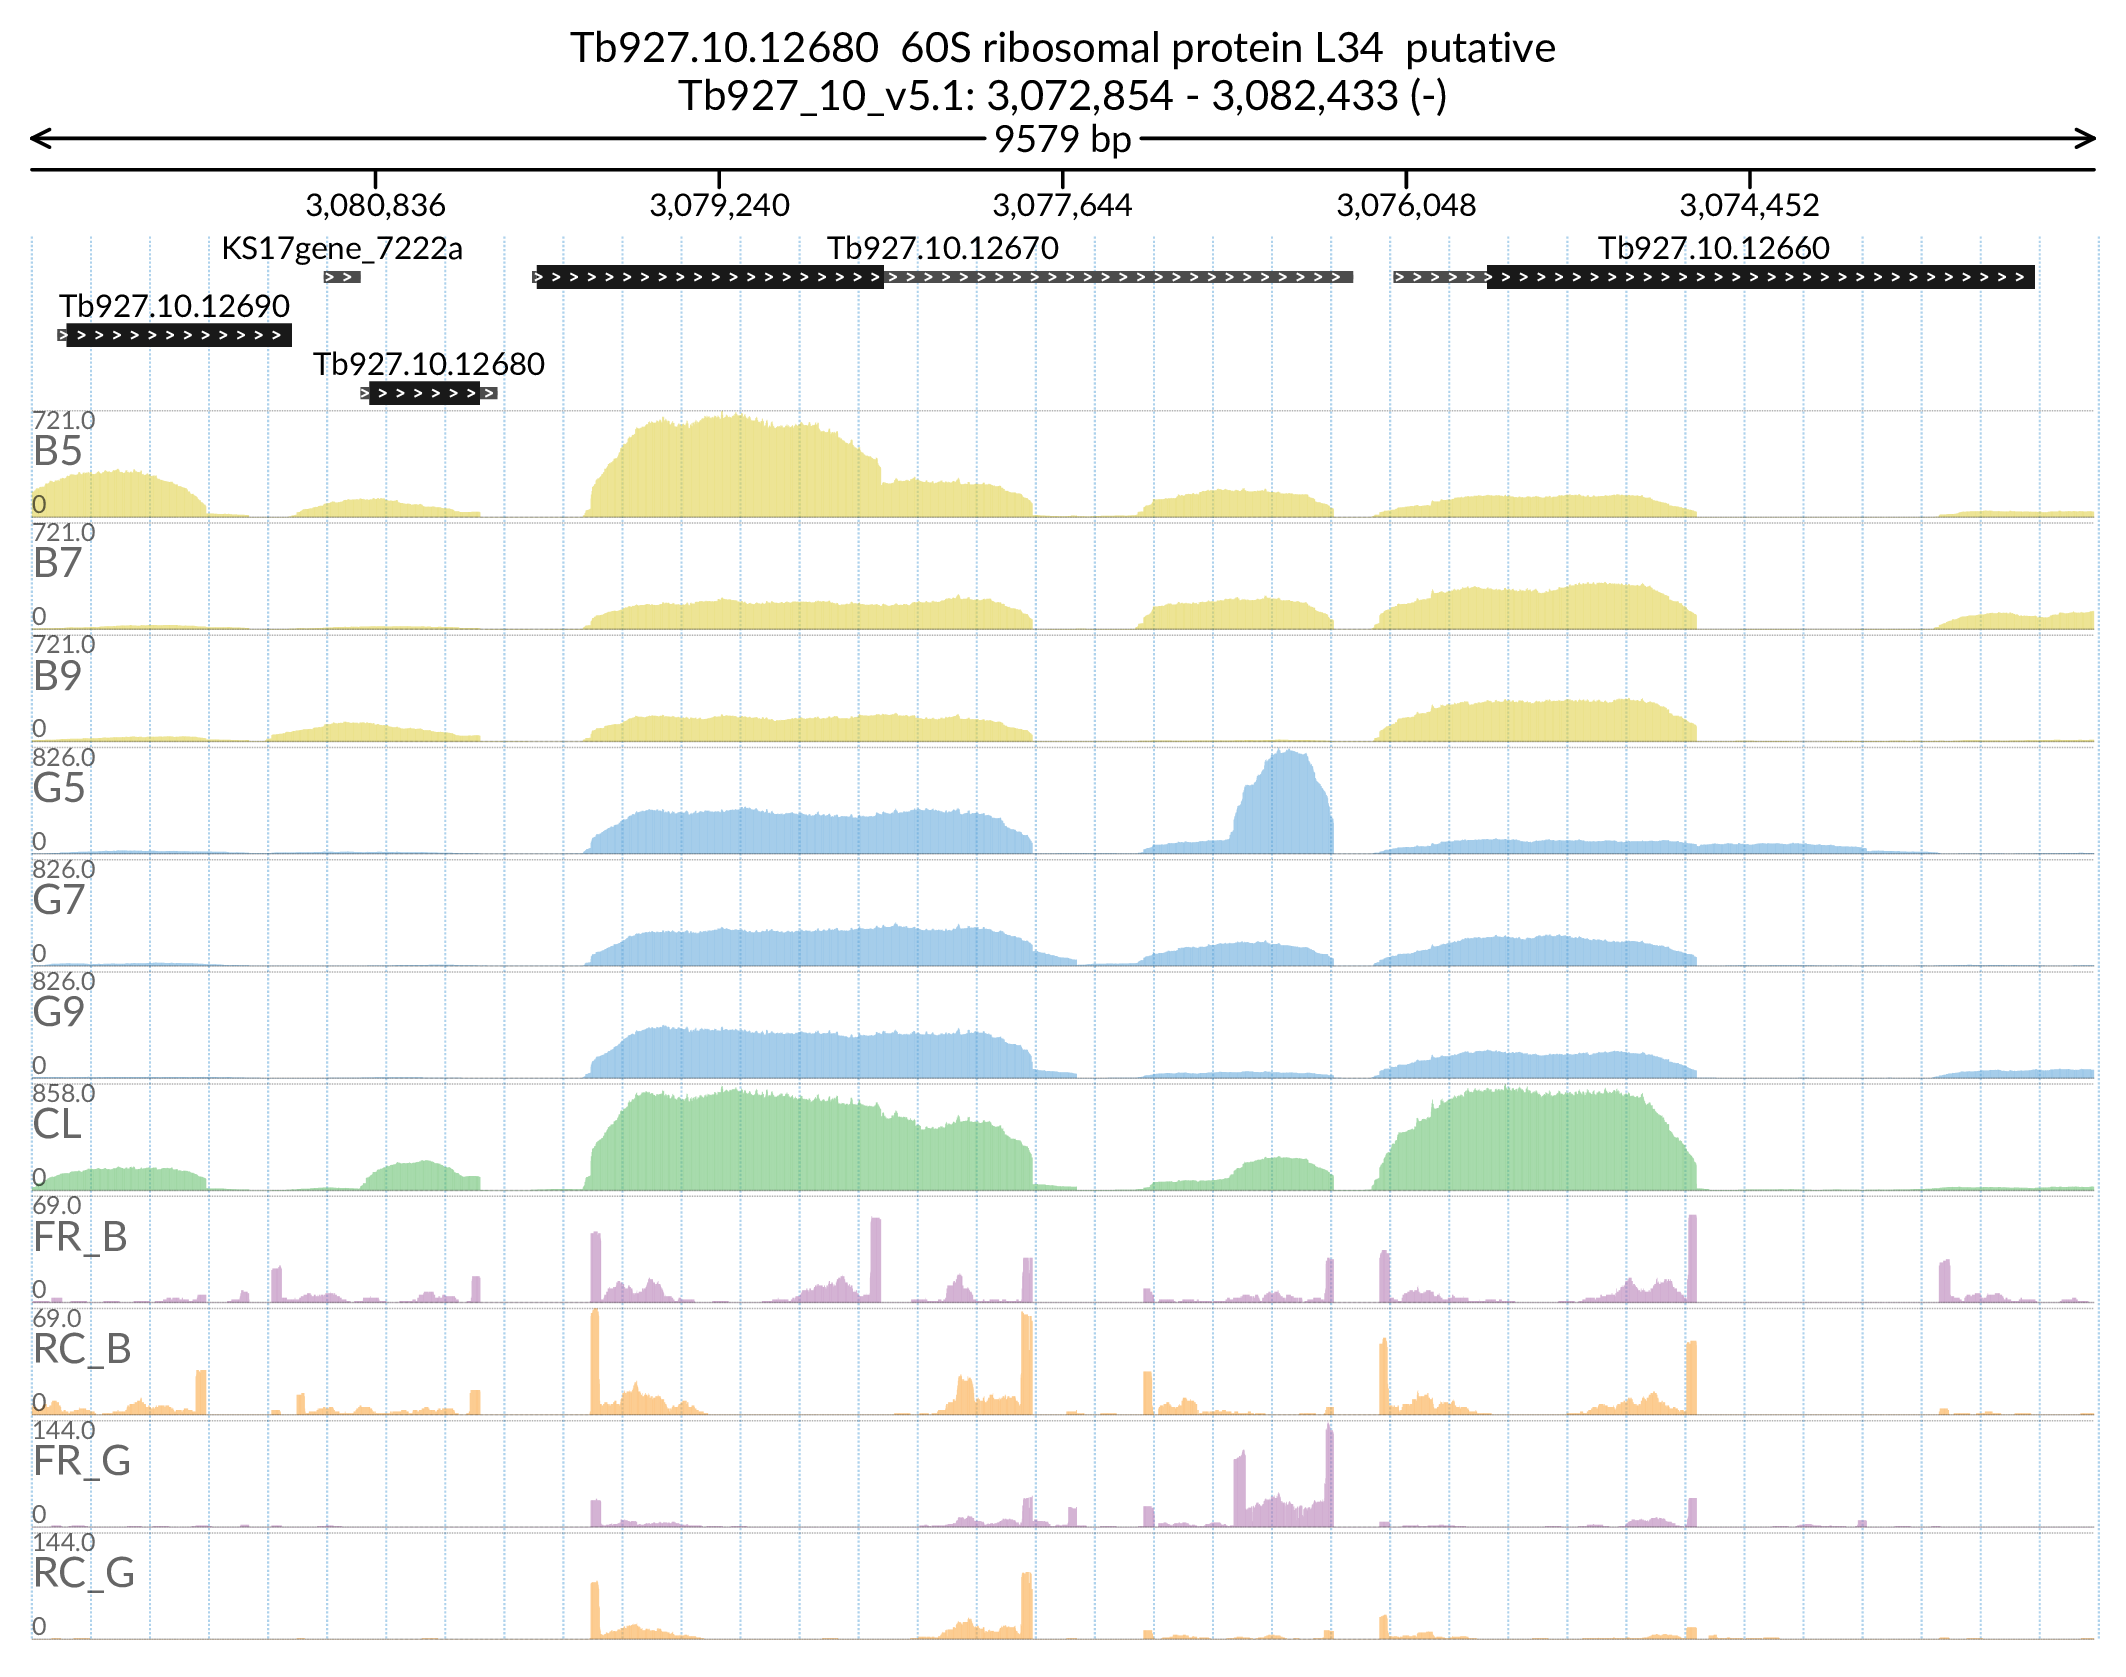 Tb927.10.12680  60S ribosomal protein L34  putative
Tb927_10_v5.1: 3,072,854 - 3,082,433 (-)
9579 bp
3,080,836 3,079,240 3,077,644 3,076,048 3,074,452
KS17gene_7222a Tb927.10.12670 Tb927.10.12660
Tb927.10.12690
Tb927.10.12680
721.0
B5
0
721.0
B7
0
721.0
B9
0
826.0
G5
0
826.0
G7
0
826.0
G9
0
858.0
CL
0
69.0
FR_B
0
69.0
RC_B
0
144.0
FR_G
0
144.0
RC_G
0